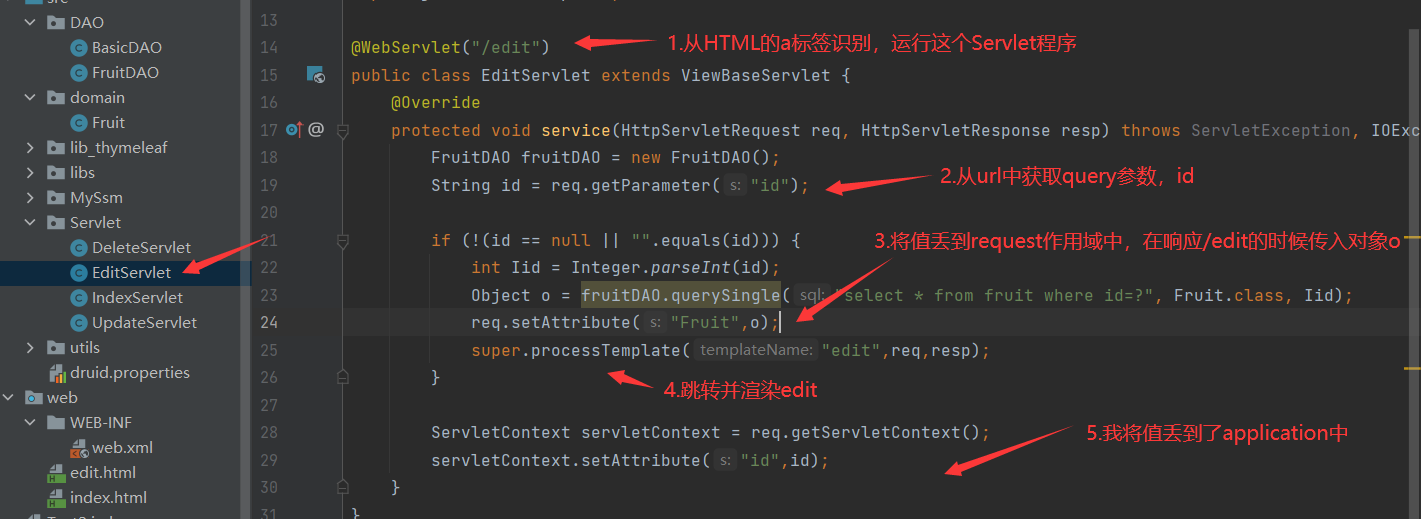 src
DAO
BasicDAO
FruitDAO
domain
Fruit
lib_thymeleaf
libs
MySsm
Servlet
DeleteServlet
EditServlet
IndexServlet
UpdateServlet
utils
druid.properties
web
WEB-INF
web.xml
edit.html
index.html
13
14 @WebServlet("/edit") 1.从HTML的a标签识别，运行这个Servlet程序
15 public class EditServlet extends ViewBaseServlet {
16 @Override
17 @ protected void service(HttpServletRequest req, HttpServletResponse resp) throws ServletException, IOExc
18 FruitDAO fruitDAO = new FruitDAO();
19 String id = req.getParameter( s: "id"); 2.从url中获取query参数，id
20
21 if (!(id == null || "".equals(id))) { 3.将值丢到request作用域中，在响应/edit的时候传入对象o
22 int Iid = Integer.parseInt(id);
23 Object o = fruitDAO.querySingle( sql: "select * from fruit where id=?", Fruit.class, Iid);
24 req.setAttribute( s: "Fruit",o);
25 super.processTemplate( templateName: "edit",req,resp);
26 } 4.跳转并渲染edit
27
28 ServletContext servletContext = req.getServletContext(); 5.我将值丢到了application中
29 servletContext.setAttribute( s: "id",id);
30 }
31 }